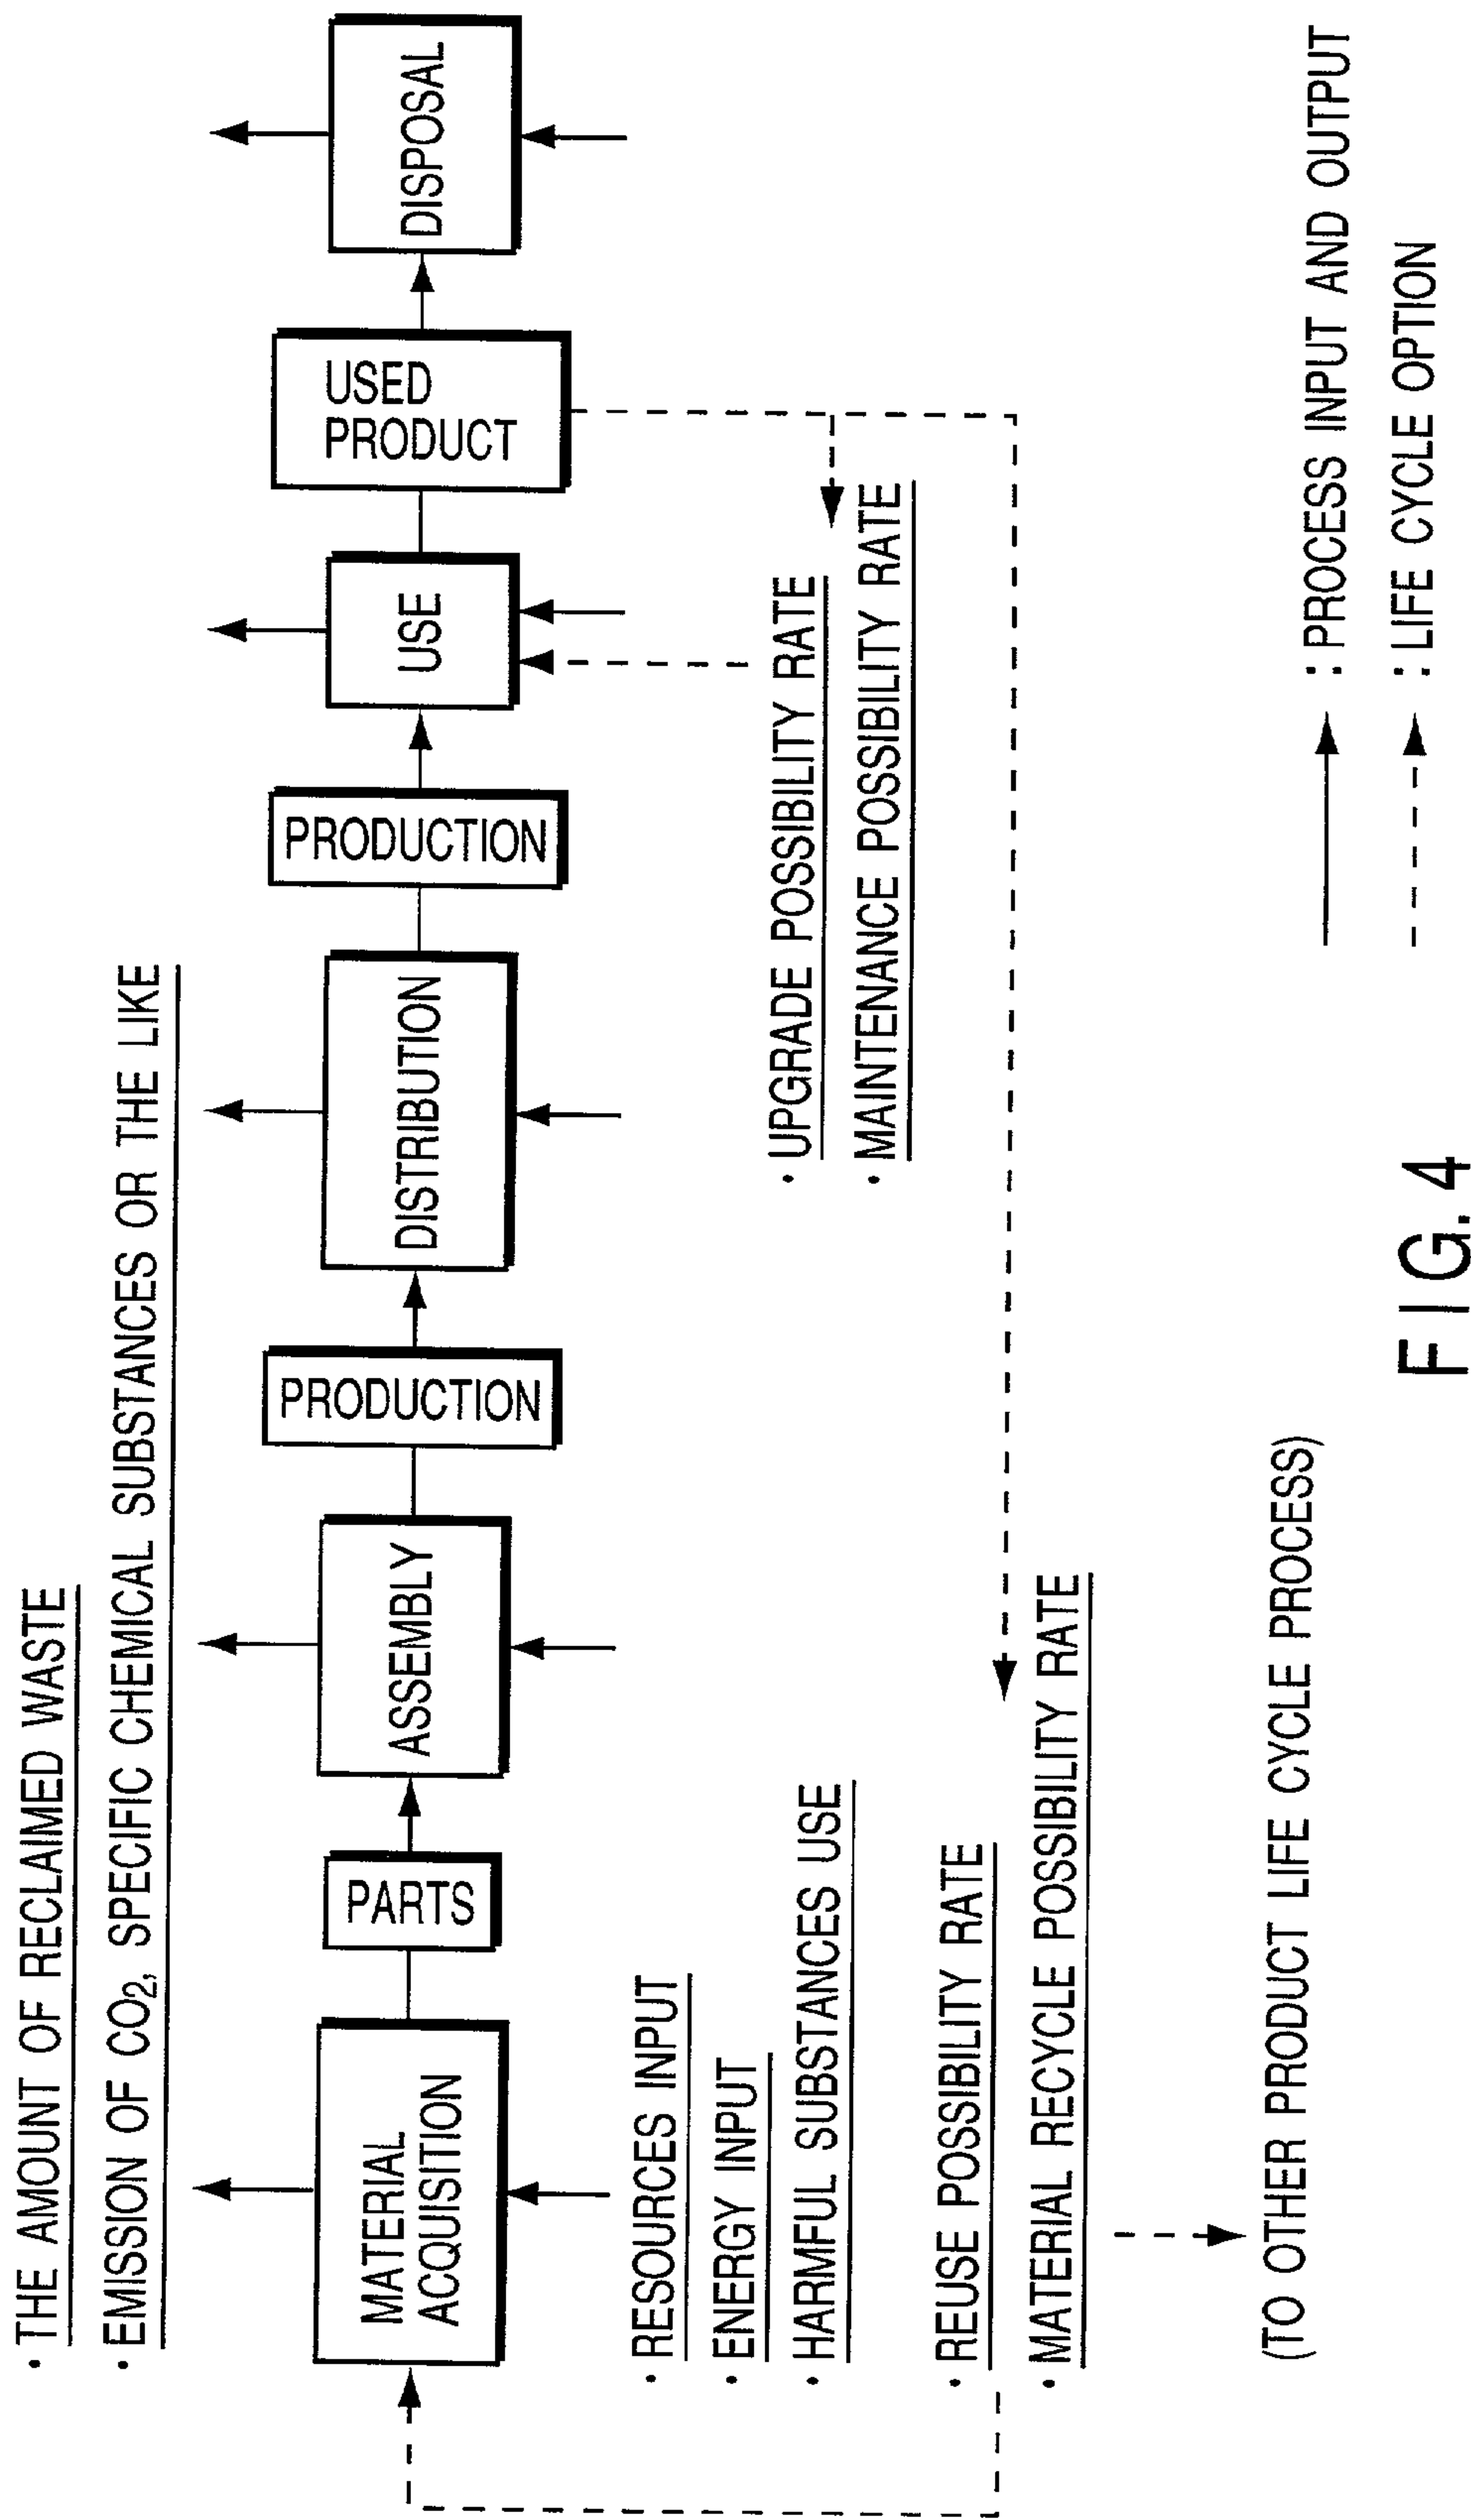 · THE AMOUNT OF RECLAIMED WASTE
· EMISSION OF CO₂, SPECIFIC CHEMICAL SUBSTANCES OR THE LIKE
MATERIAL
ACQUISITION
PARTS
ASSEMBLY
PRODUCTION
DISTRIBUTION
PRODUCTION
USE
USED
PRODUCT
DISPOSAL
· RESOURCES INPUT
· ENERGY INPUT
· HARMFUL SUBSTANCES USE
· UPGRADE POSSIBILITY RATE
· MAINTENANCE POSSIBILITY RATE
· REUSE POSSIBILITY RATE
· MATERIAL RECYCLE POSSIBILITY RATE
(TO OTHER PRODUCT LIFE CYCLE PROCESS)
: PROCESS INPUT AND OUTPUT
: LIFE CYCLE OPTION
FIG. 4